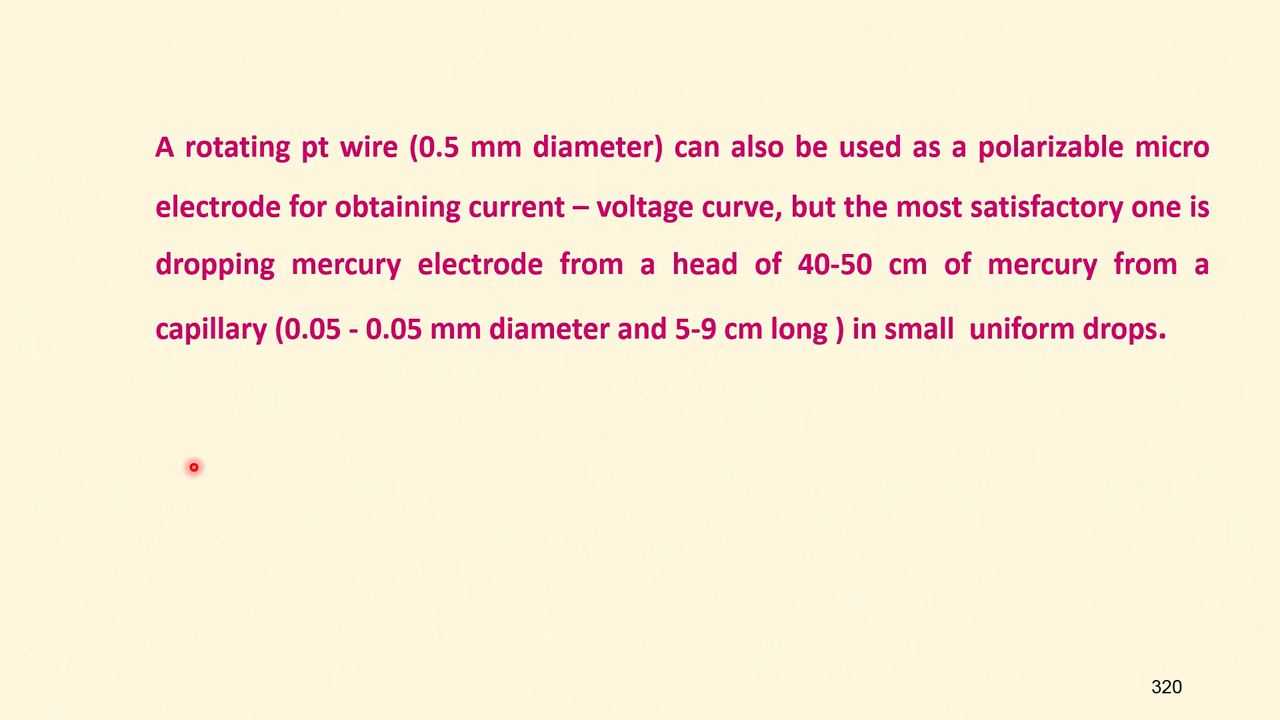 A rotating pt wire (0.5 mm diameter) can also be used as a polarizable micro
electrode for obtaining current – voltage curve, but the most satisfactory one is
dropping mercury electrode from a head of 40-50 cm of mercury from a
capillary (0.05 - 0.05 mm diameter and 5-9 cm long ) in small uniform drops.
320